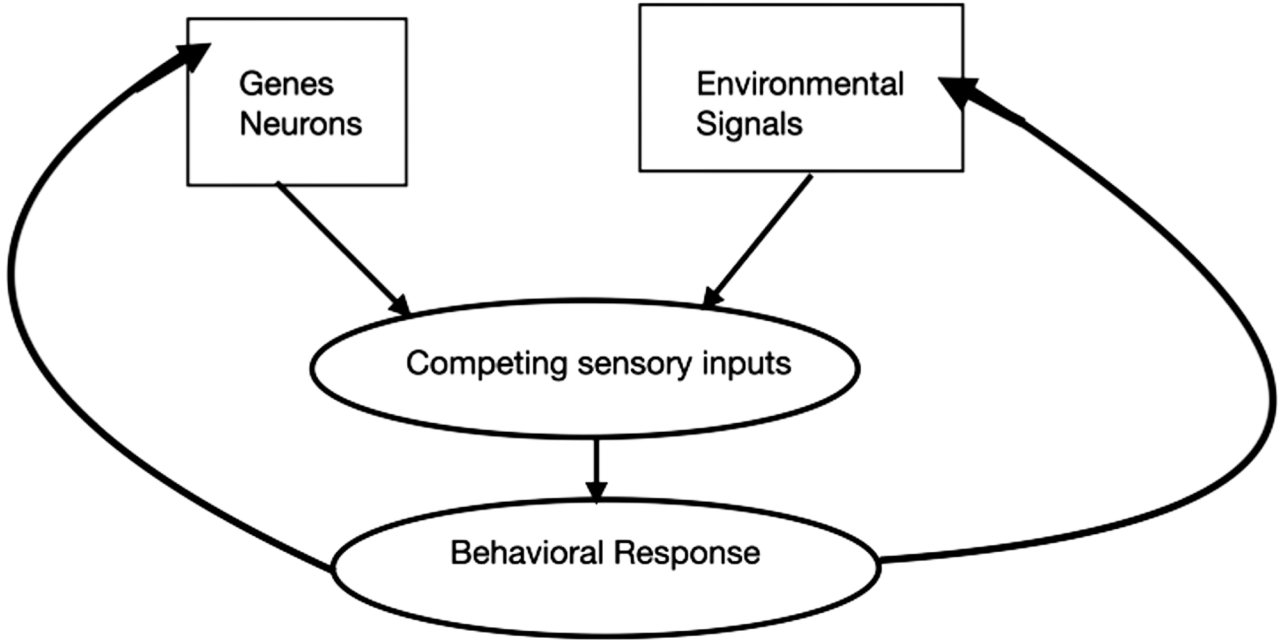 Genes
Neurons
Environmental
Signals
Competing sensory inputs
Behavioral Response